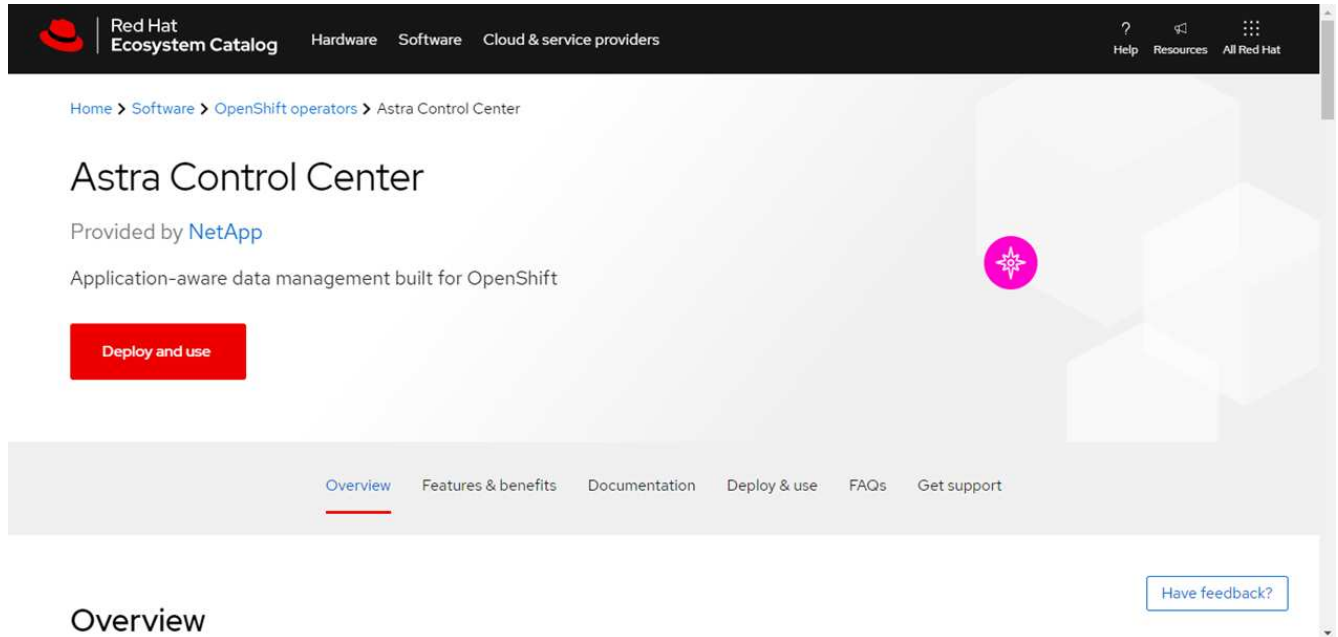 Red Hat
Ecosystem Catalog
Hardware Software Cloud & service providers
?
Help Resources All Red Hat
Home > Software > OpenShift operators > Astra Control Center
Astra Control Center
Provided by NetApp
Application-aware data management built for OpenShift
Deploy and use
Overview Features & benefits Documentation Deploy & use FAQs Get support
Have feedback?
Overview